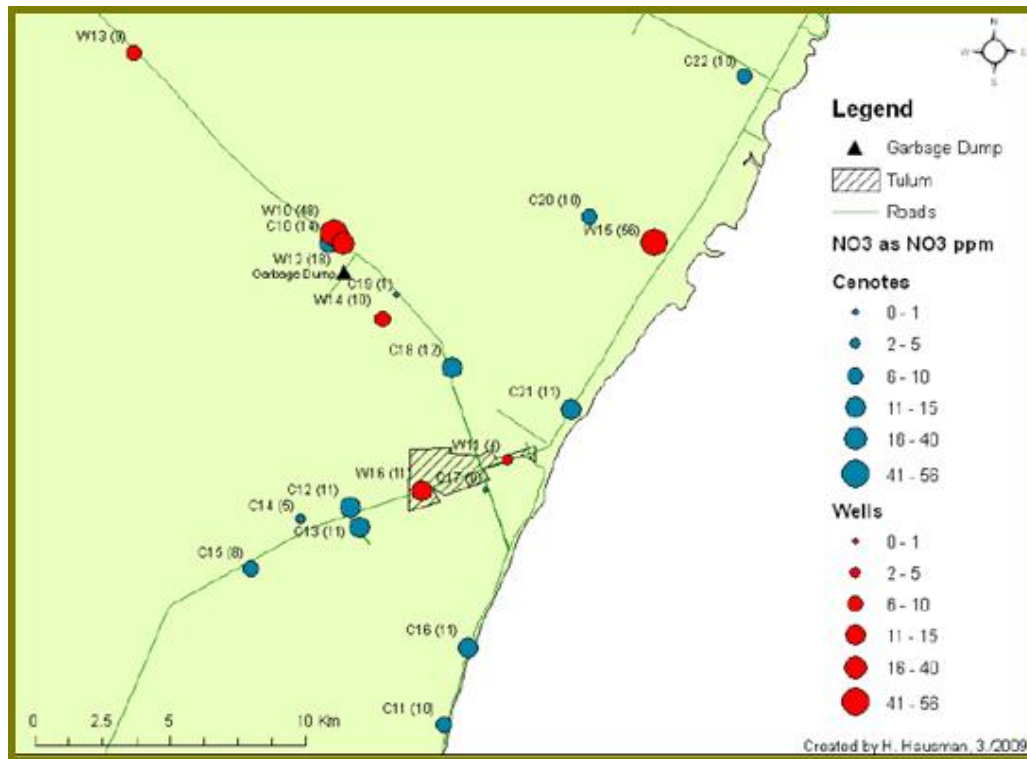 W13 (9)
C22 (10)
N
W
E
S
Legend
Garbage Dump
Tulum
Roads
NO3 as NO3 ppm
Cenotes
0 - 1
2 - 5
6 - 10
11 - 15
16 - 40
41 - 56
Wells
0 - 1
2 - 5
6 - 10
11 - 15
16 - 40
41 - 56
C20 (10)
W15 (56)
W10 (48)
C10 (14)
W12 (18)
Garbage Dump
C19 (1)
W14 (10)
C18 (12)
C21 (11)
W11 (4)
W16 (1
C17 (0)
C12 (11)
C14 (5)
C13 (11)
C15 (8)
C16 (11)
C11 (10)
0 2.5 5 10 Km
Created by H. Hausman, 3./2009